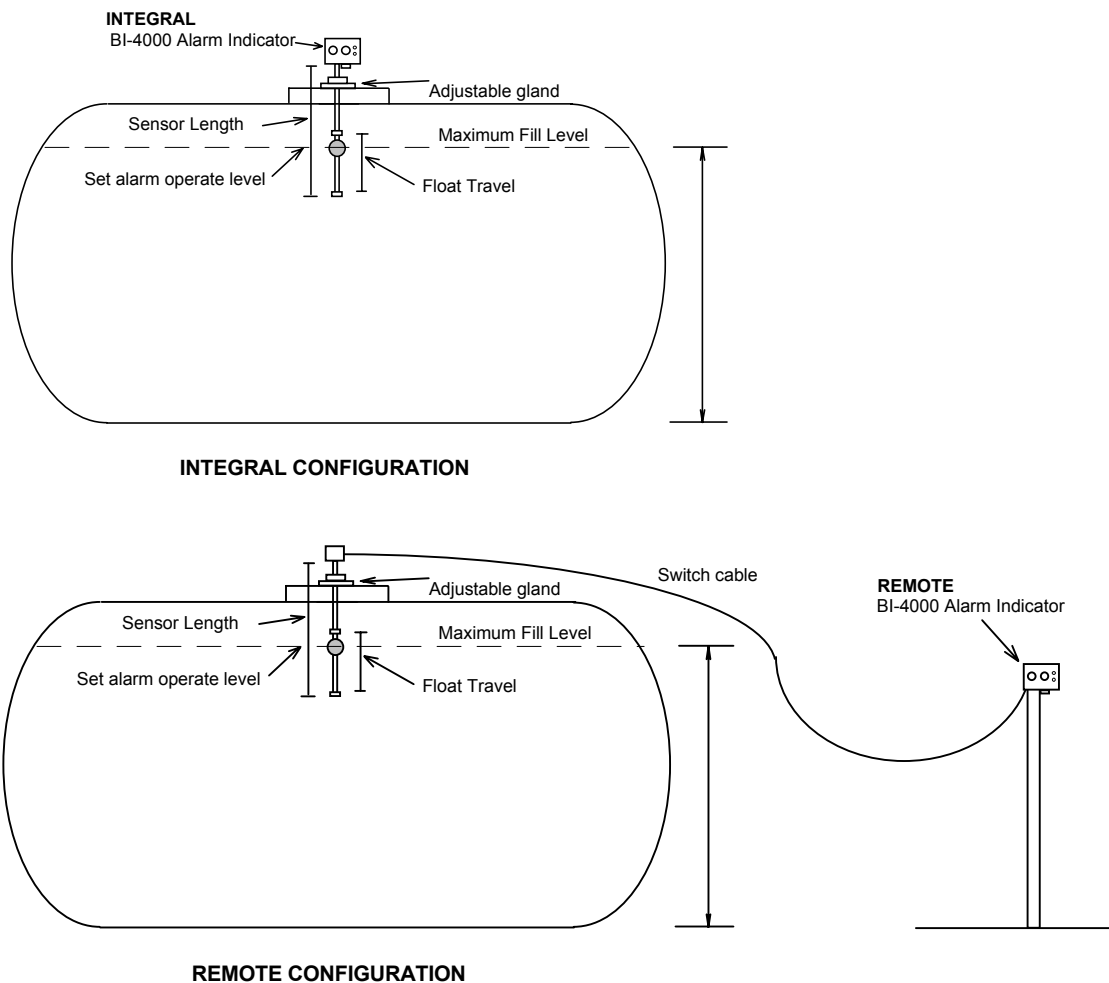 INTEGRAL
BI-4000 Alarm Indicator
Adjustable gland
Sensor Length
Maximum Fill Level
Set alarm operate level
Float Travel
INTEGRAL CONFIGURATION
Switch cable
Adjustable gland
REMOTE
BI-4000 Alarm Indicator
Sensor Length
Maximum Fill Level
Set alarm operate level
Float Travel
REMOTE CONFIGURATION